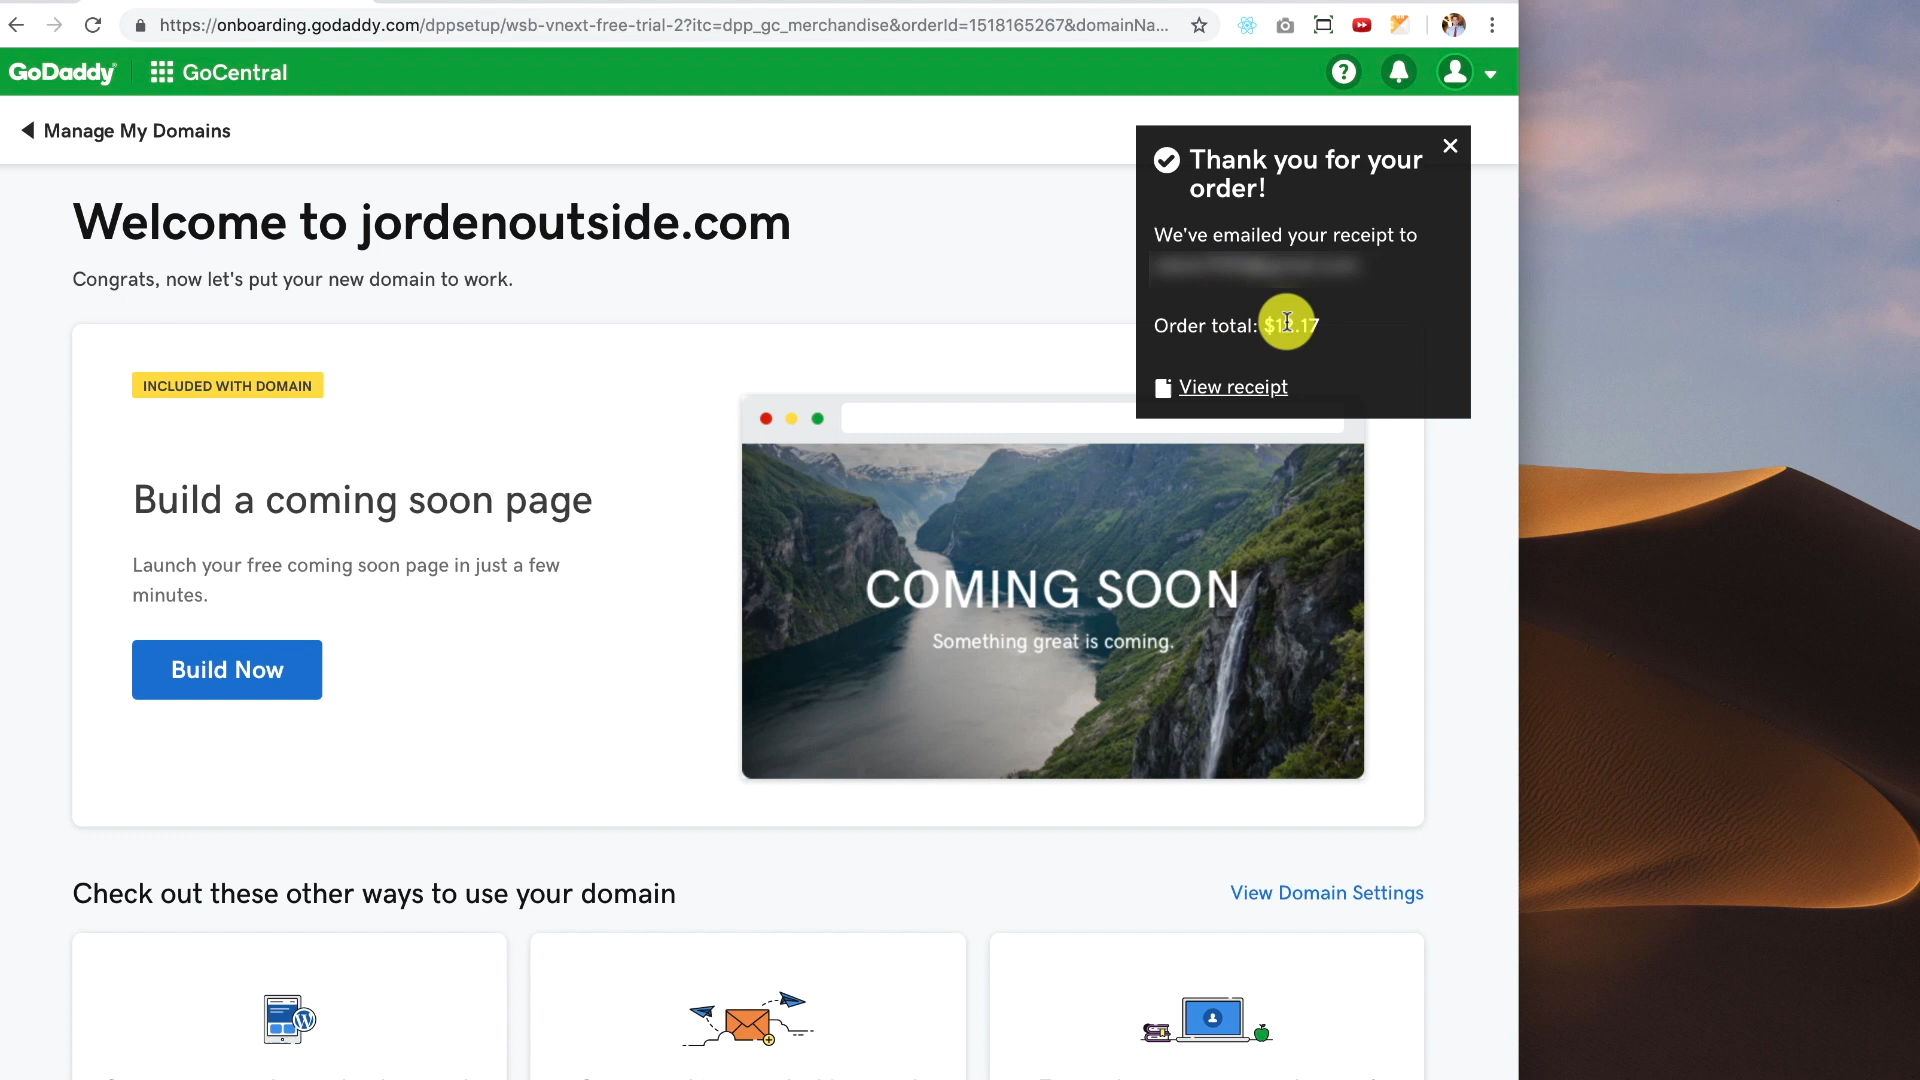 https://onboarding.godaddy.com/dppsetup/wsb-vnext-free-trial-2?itc=dpp_gc_merchandise&orderId=1518165267&domainNa...
GoDaddy GoCentral
Manage My Domains
Thank you for your
order!
We've emailed your receipt to
Order total:
View receipt
Welcome to jordenoutside.com
Congrats, now let's put your new domain to work.
INCLUDED WITH DOMAIN
Build a coming soon page
Launch your free coming soon page in just a few
minutes.
Build Now
COMING SOON
Something great is coming.
Check out these other ways to use your domain
View Domain Settings